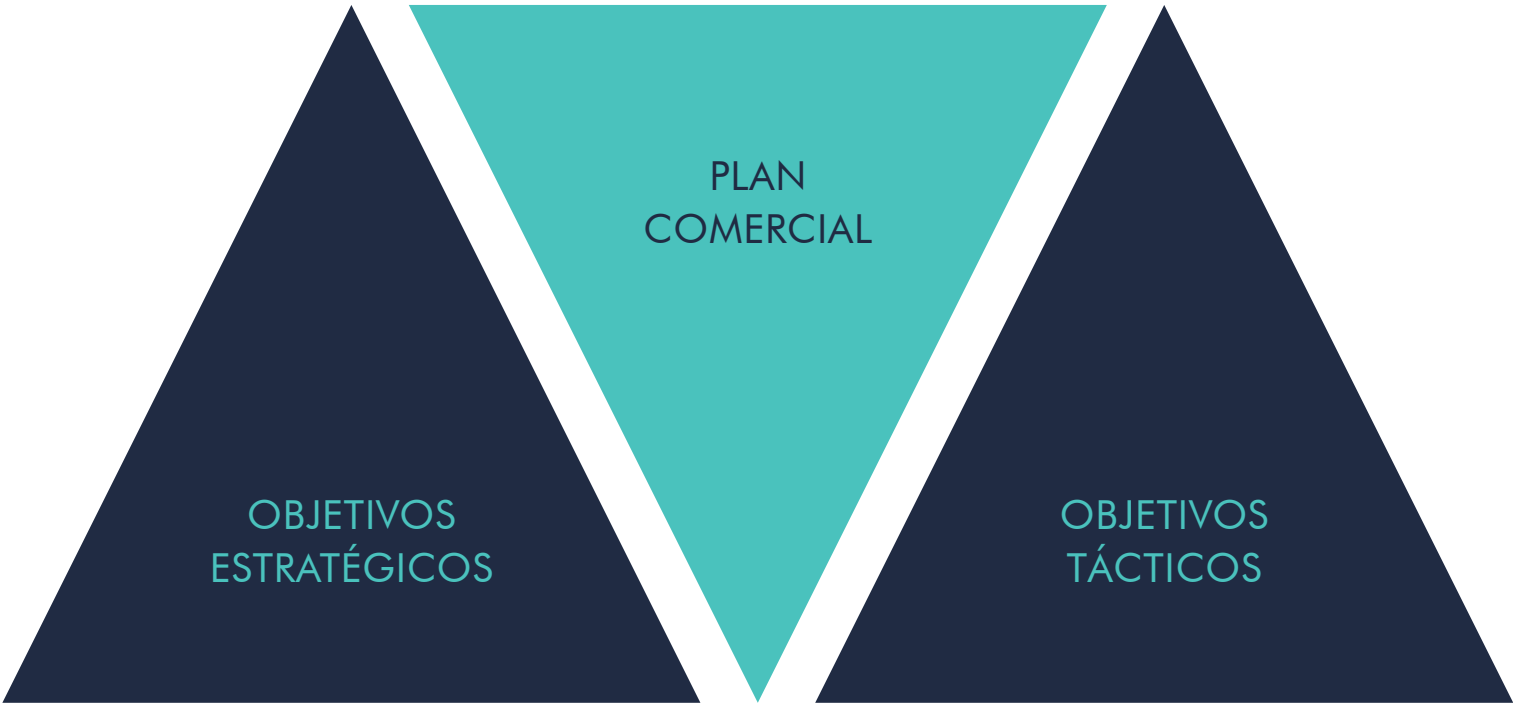 PLAN
COMERCIAL
OBJETIVOS
ESTRATÉGICOS
OBJETIVOS
TÁCTICOS